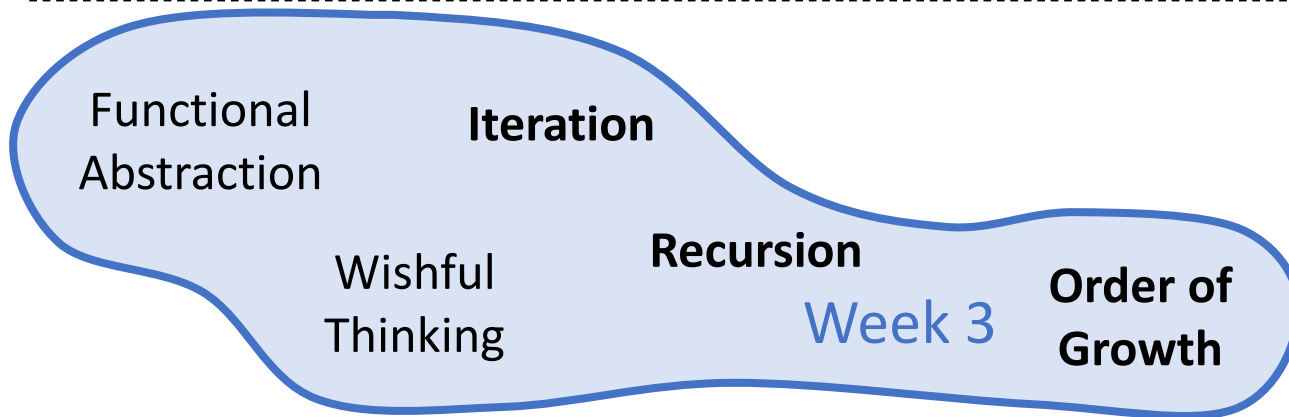 Functional
Abstraction
Iteration
Wishful
Thinking
Recursion
Week 3
Order of
Growth